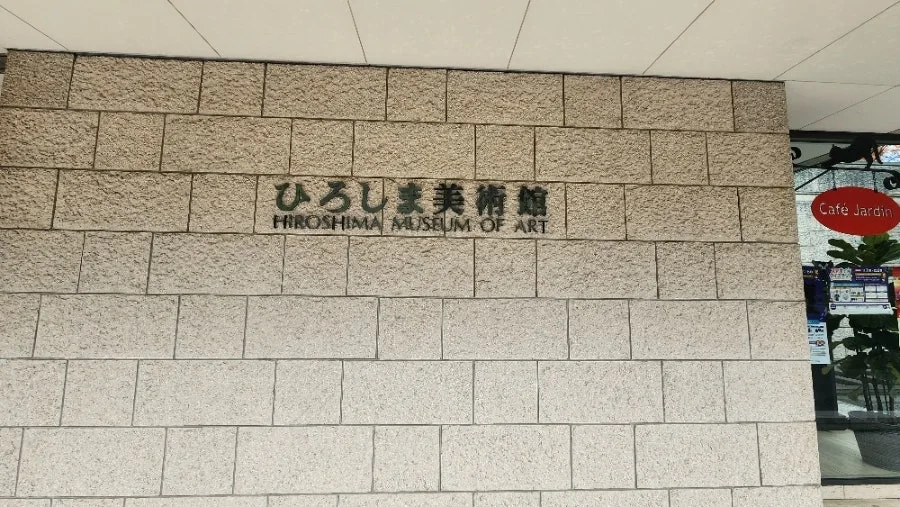 ひろしま美術館
HIROSHIMA MUSEUM OF ART
Café Jardin